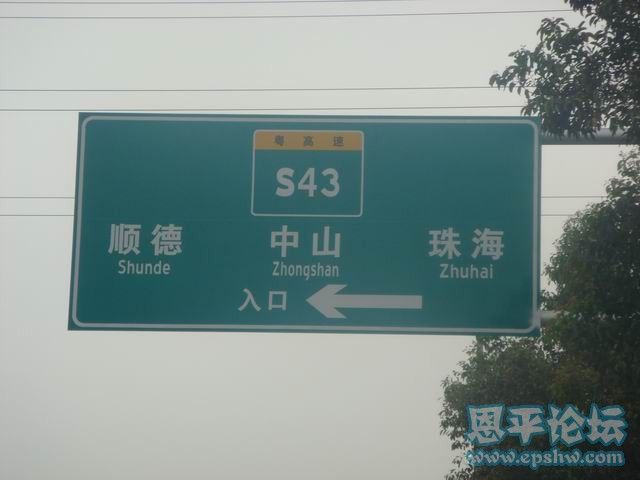 粤 高 速
S43
顺德 中山 珠海
Shunde Zhongshan Zhuhai
入口
恩平论坛
www.epshw.com